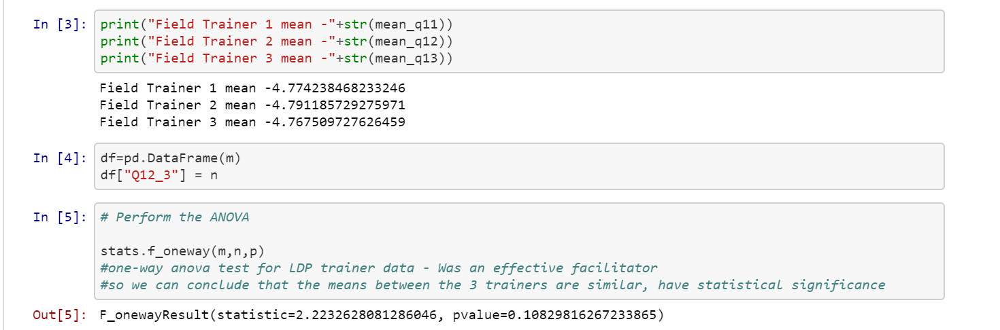 In [3]: print("Field Trainer 1 mean -"+str(mean_q11))
print("Field Trainer 2 mean -"+str(mean_q12))
print("Field Trainer 3 mean -"+str(mean_q13))
Field Trainer 1 mean -4.774238468233246
Field Trainer 2 mean -4.791185729275971
Field Trainer 3 mean -4.767509727626459
In [4]: df=pd.DataFrame(m)
df["Q12_3"] = n
In [5]: # Perform the ANOVA
stats.f_oneway(m,n,p)
#one-way anova test for LDP trainer data - Was an effective facilitator
#so we can conclude that the means between the 3 trainers are similar, have statistical significance
Out[5]: F_onewayResult(statistic=2.2232628081286046, pvalue=0.10829816267233865)